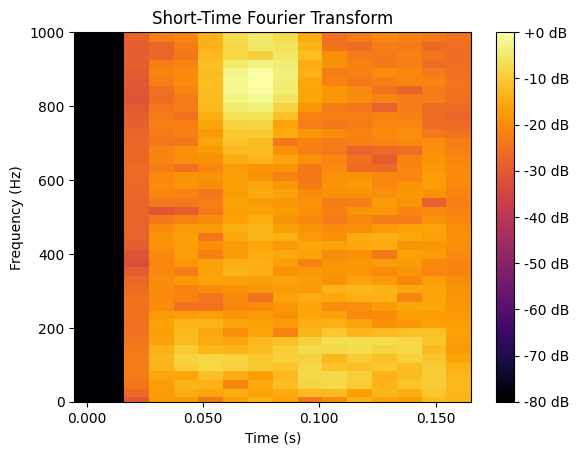 Short-Time Fourier Transform
1000
800
600
400
200
0
Frequency (Hz)
0.000
0.050
0.100
0.150
Time (s)
+0 dB
-10 dB
-20 dB
-30 dB
-40 dB
-50 dB
-60 dB
-70 dB
-80 dB